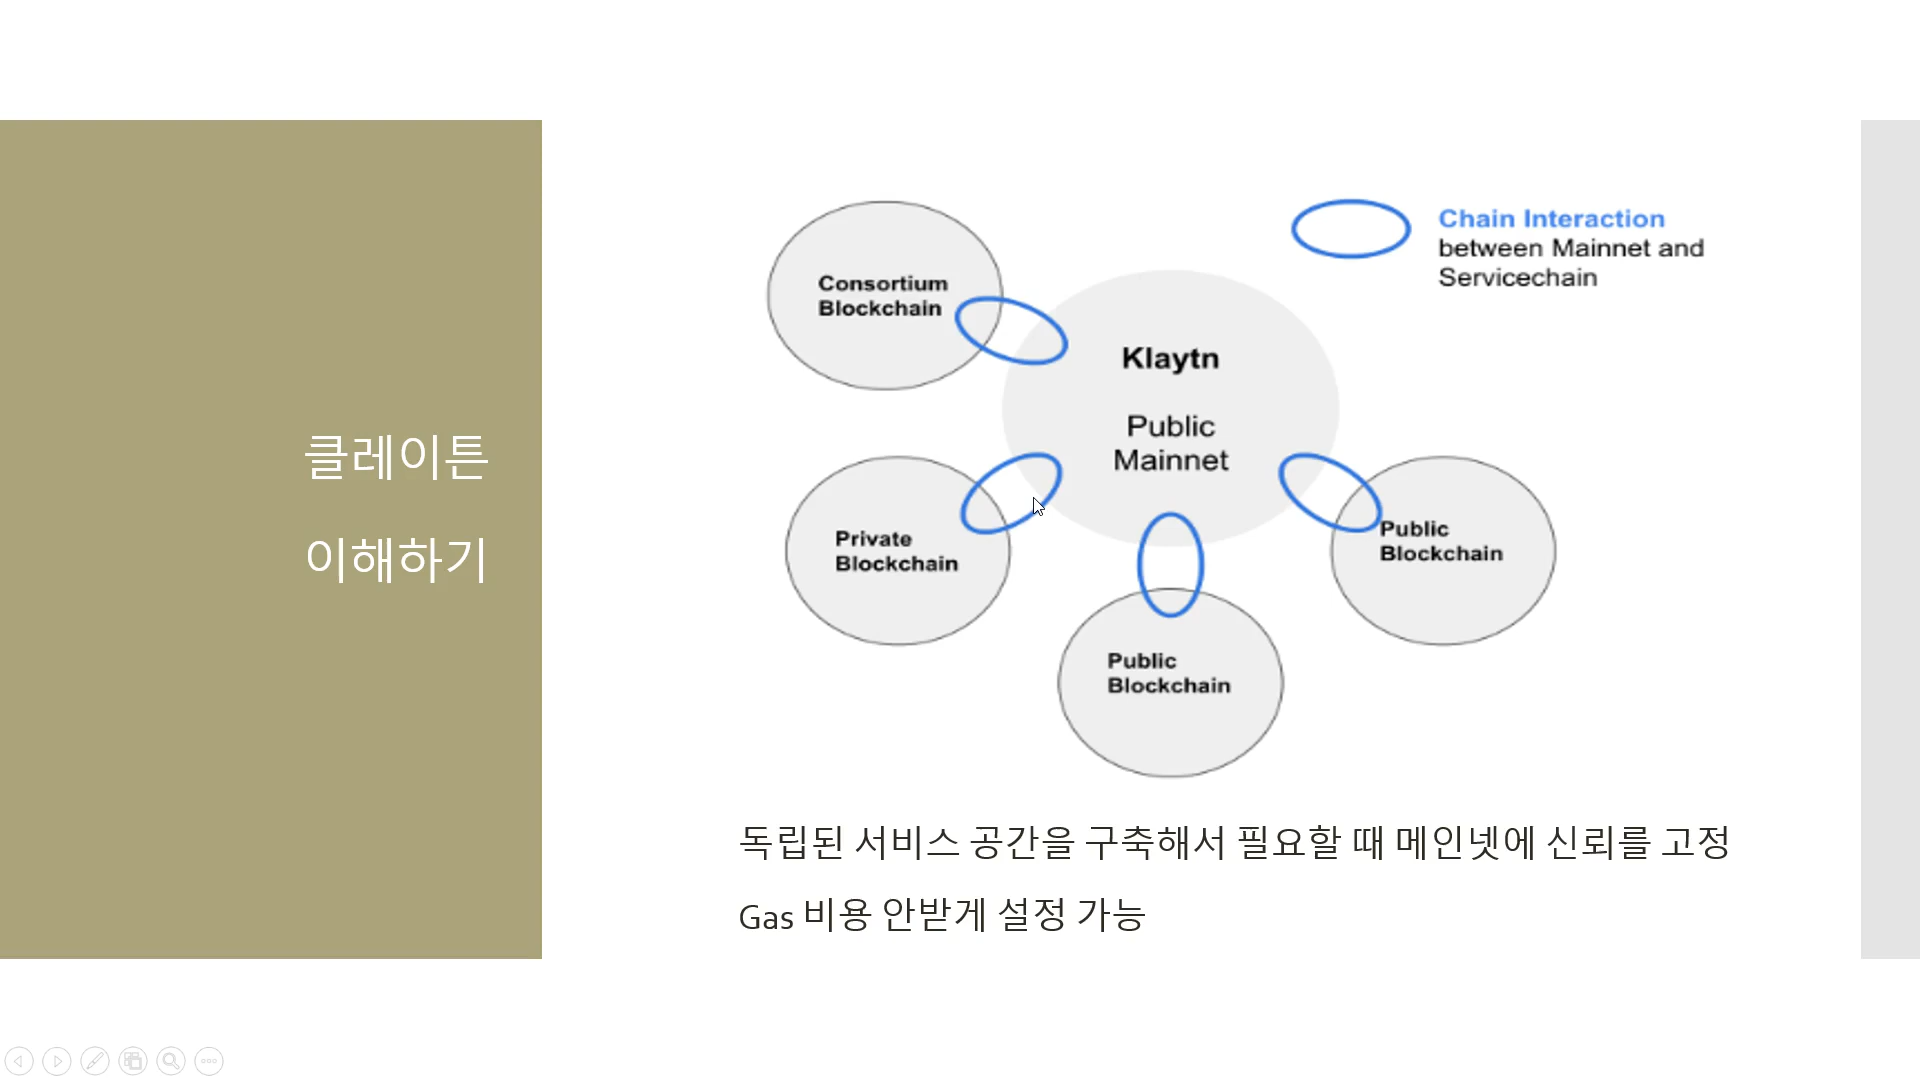 클레이튼
이해하기
Consortium
Blockchain
Chain Interaction
between Mainnet and
Servicechain
Klaytn
Public
Mainnet
Private
Blockchain
Public
Blockchain
Public
Blockchain
독립된 서비스 공간을 구축해서 필요할 때 메인넷에 신뢰를 고정
Gas 비용 안받게 설정 가능